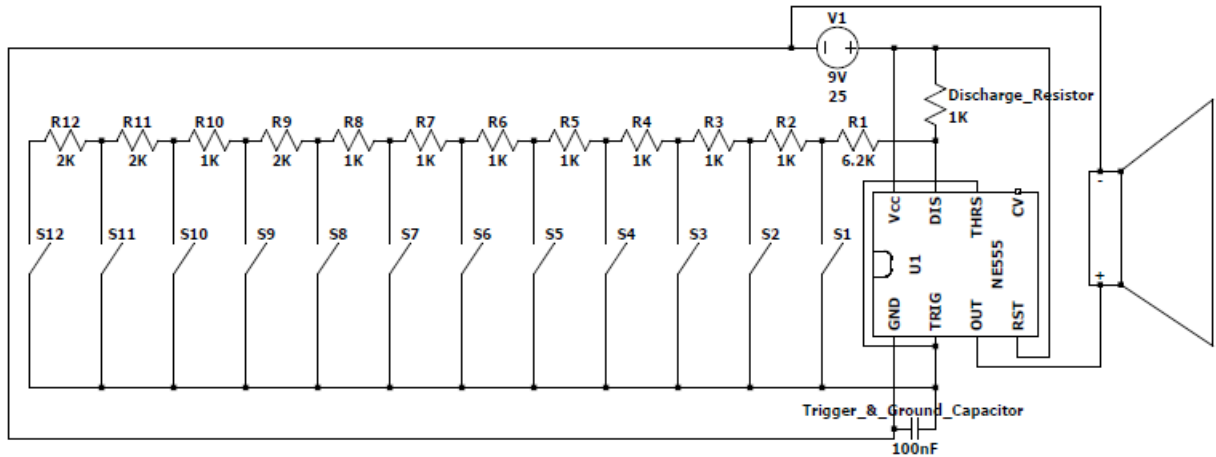 V1
9V
25
Discharge_Resistor
1K
R12 R11 R10 R9 R8 R7 R6 R5 R4 R3 R2 R1
2K 2K 1K 2K 1K 1K 1K 1K 1K 1K 1K 6.2K
Vcc DIS THRS CV
-
S12 S11 S10 S9 S8 S7 S6 S5 S4 S3 S2 S1
U1 NE555
+
GND TRIG OUT RST
Trigger_&_Ground_Capacitor
100nF